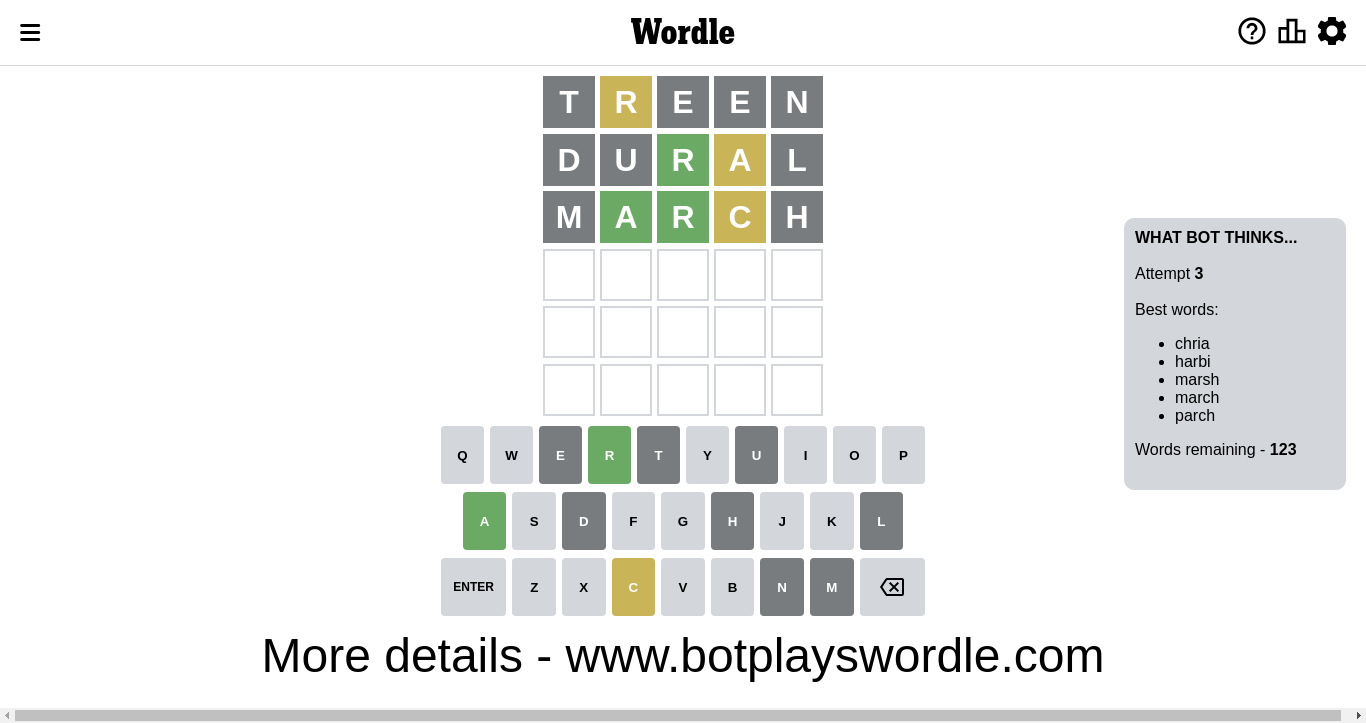 Wordle
T R E E N
D U R A L
M A R C H
WHAT BOT THINKS...
Attempt 3
Best words:
chria
harbi
marsh
march
parch
Words remaining - 123
Q W E R T Y U I O P
A S D F G H J K L
ENTER Z X C V B N M
More details - www.botplayswordle.com